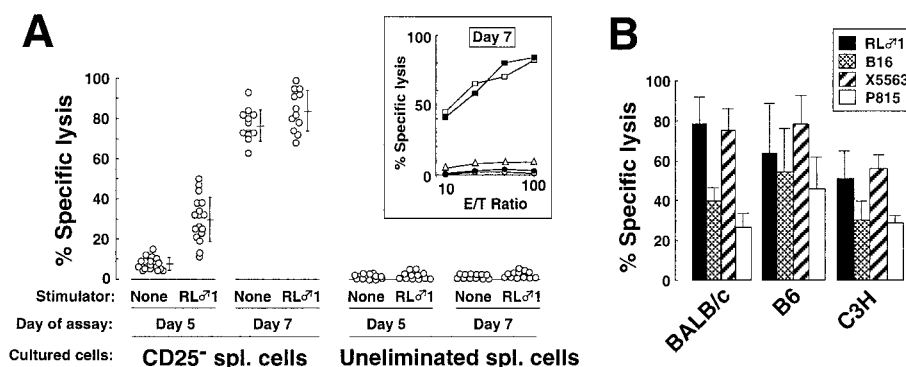 A
% Specific lysis
100
80
60
40
20
0
Day 7
% Specific lysis
100
50
0
10 100
E/T Ratio
Stimulator: None RL♂1 None RL♂1 None RL♂1 None RL♂1
Day of assay: Day 5 Day 7 Day 5 Day 7
Cultured cells: CD25⁻ spl. cells Uneliminated spl. cells
B
RL♂1
B16
X5563
P815
% Specific lysis
100
80
60
40
20
0
BALB/c
B6
C3H